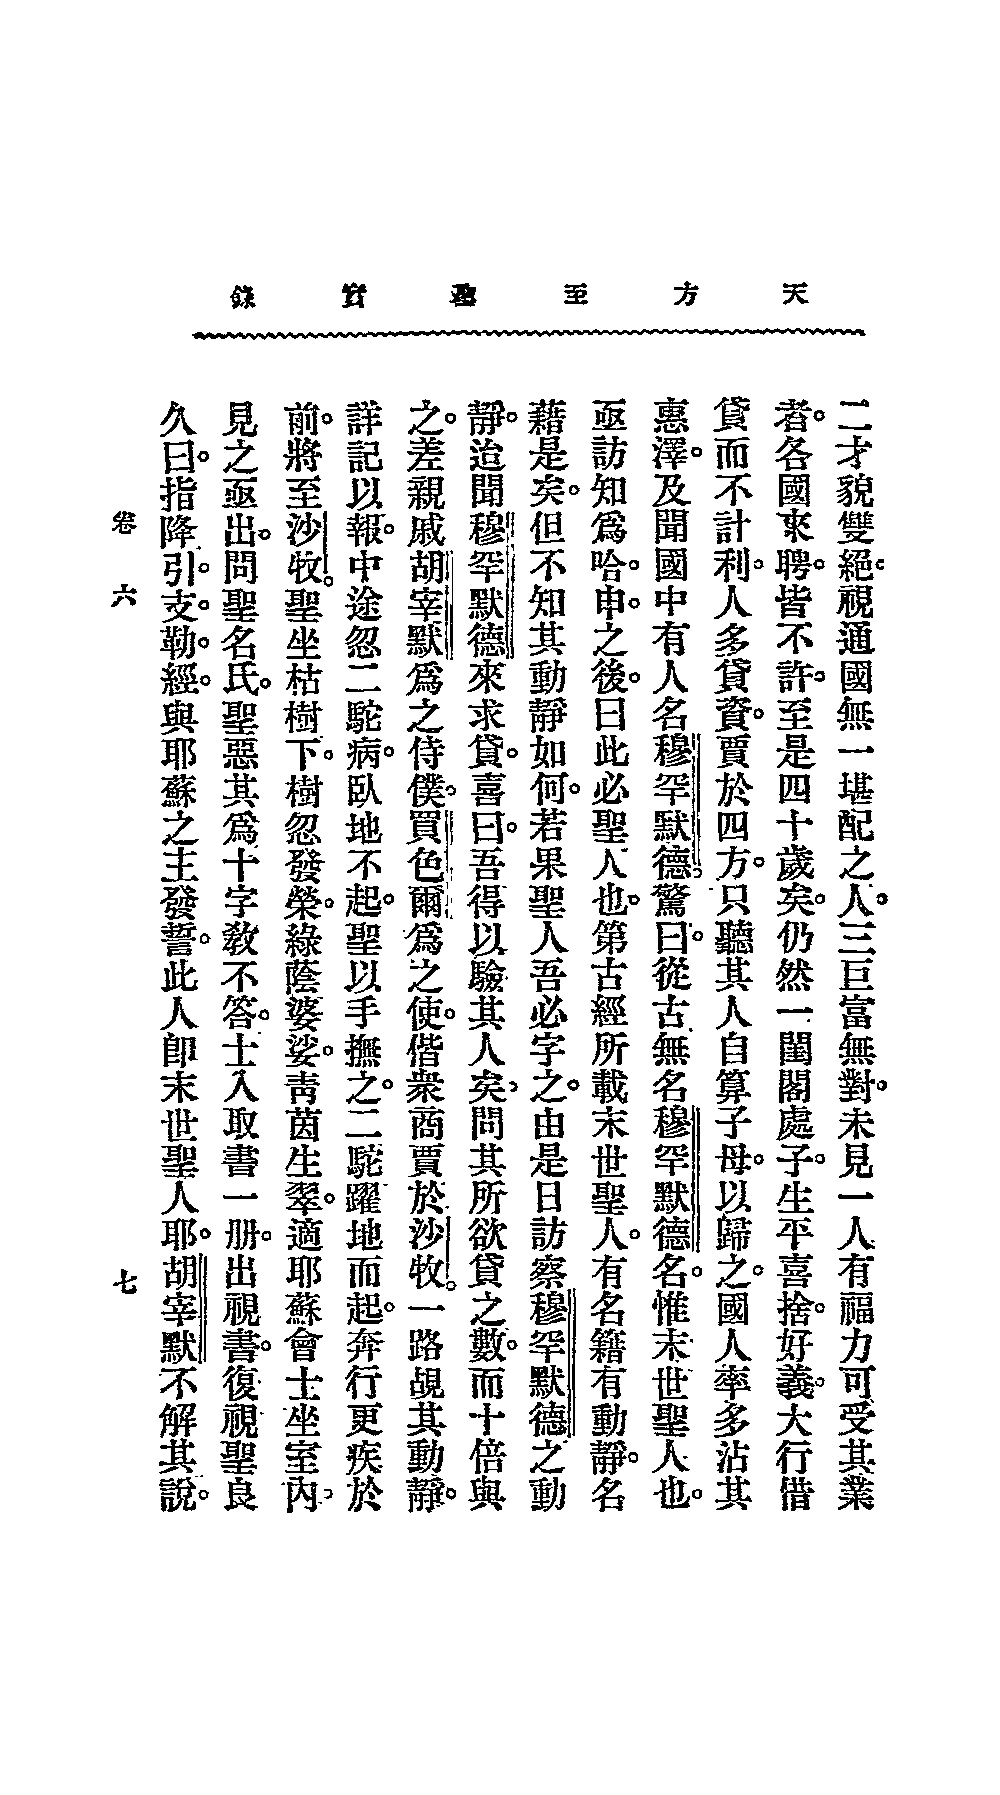 天方至聖實錄
二才貌雙絕。視通國無一堪配之人。三巨富無對。未見一人有福力可受其業
者。各國來聘。皆不許。至是四十歲矣。仍然一閨閣處子。生平喜捨。好義。大行借
貸而不計利。人多貸資。賈於四方。只聽其人自算子母。以歸之。國人率多沾其
惠澤。及聞國中有人名穆罕默德。驚曰。從古無名穆罕默德名。惟末世聖人也。
亟訪知爲哈。申。之後。曰此必聖人也。第古經所載末世聖人。有名籍有動靜。名
藉是矣。但不知其動靜如何。若果聖人吾必字之。由是日訪察穆罕默德之動
靜。迨聞穆罕默德來求貸。喜曰。吾得以驗其人矣、問其所欲貸之數。而十倍與
之。差親戚胡宰默爲之侍僕。買色爾爲之使。偕衆商賈於沙牧。一路覘其動靜。
詳記以報。中途忽二駝病。臥地不起。聖以手撫之。二駝躍地而起。奔行更疾於
前。將至沙牧。聖坐枯樹下。樹忽發榮。綠蔭婆娑。靑茵生翠。適耶蘇會士坐室內、
見之亟出。問聖名氏。聖惡其爲十字敎不答。士入取書一册。出視書。復視聖良
久曰。指降引。支。勒。經。與耶蘇之主發誓。此人卽末世聖人耶。胡宰默不解其說。
卷六
七